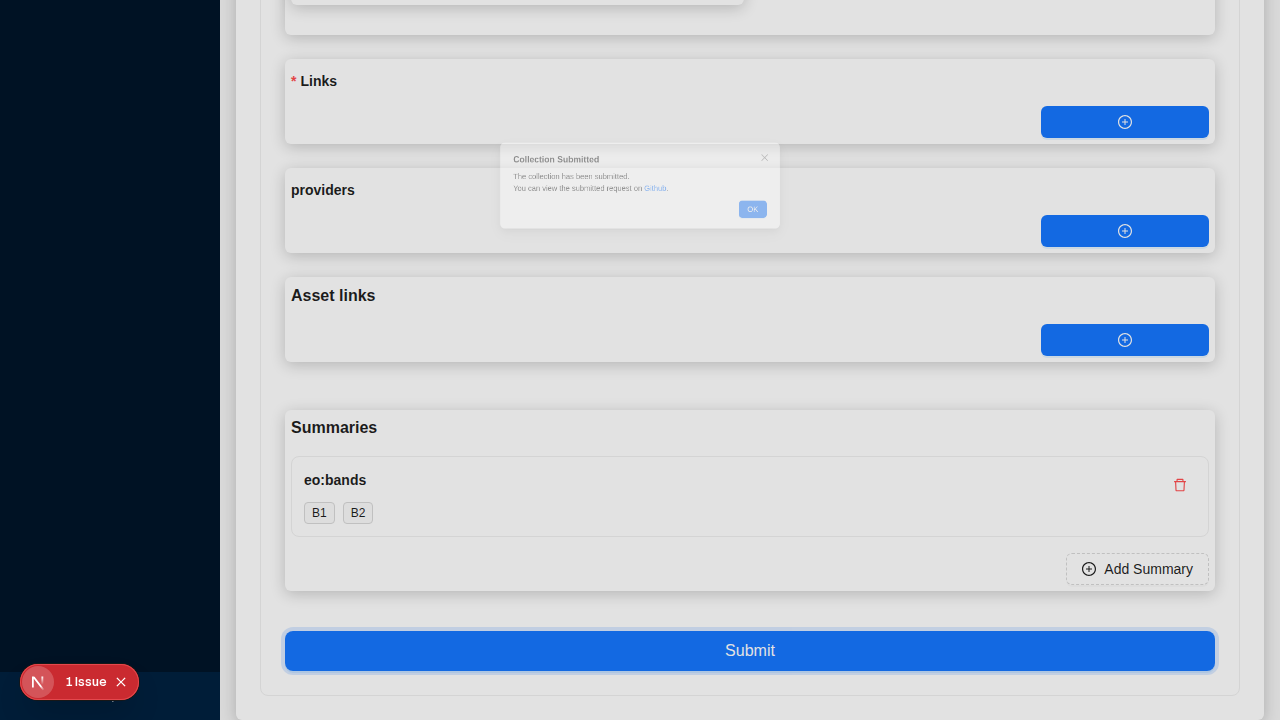 * Links
Collection Submitted
The collection has been submitted.
You can view the submitted request on Github.
OK
providers
Asset links
Summaries
eo:bands
B1 B2
Add Summary
Submit
N 1 Issue